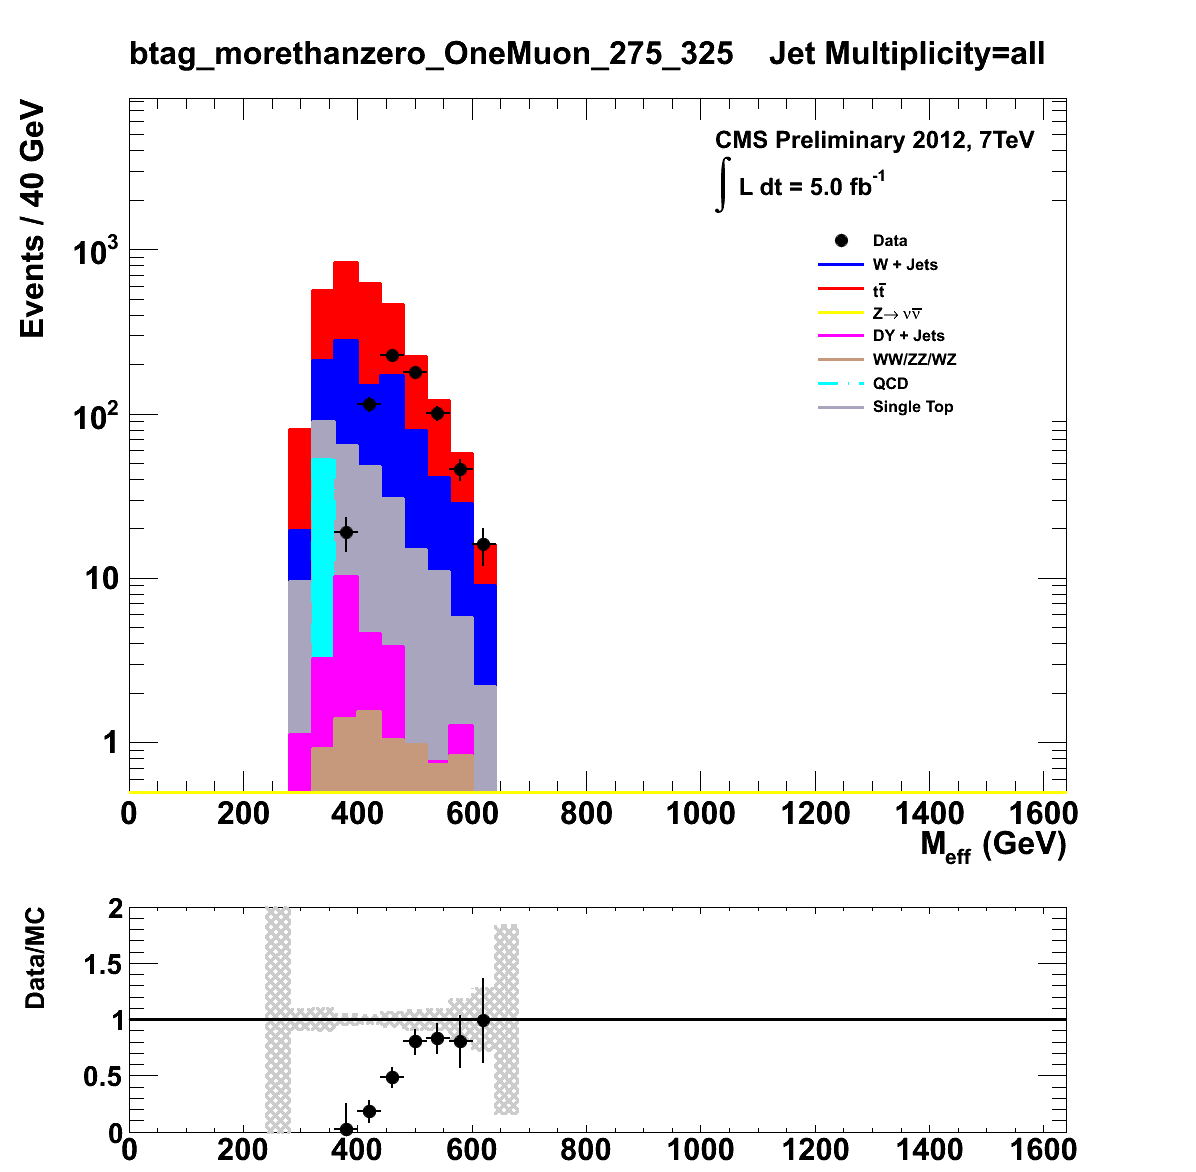 btag_morethanzero_OneMuon_275_325 Jet Multiplicity=all
Events / 40 GeV
CMS Preliminary 2012, 7TeV
∫ L dt = 5.0 fb⁻¹
Data
W + Jets
tt̅
Z→ νν̅
DY + Jets
WW/ZZ/WZ
QCD
Single Top
10³
10²
10
1
0 200 400 600 800 1000 1200 1400 1600
M_eff (GeV)
Data/MC
2
1.5
1
0.5
0
0 200 400 600 800 1000 1200 1400 1600